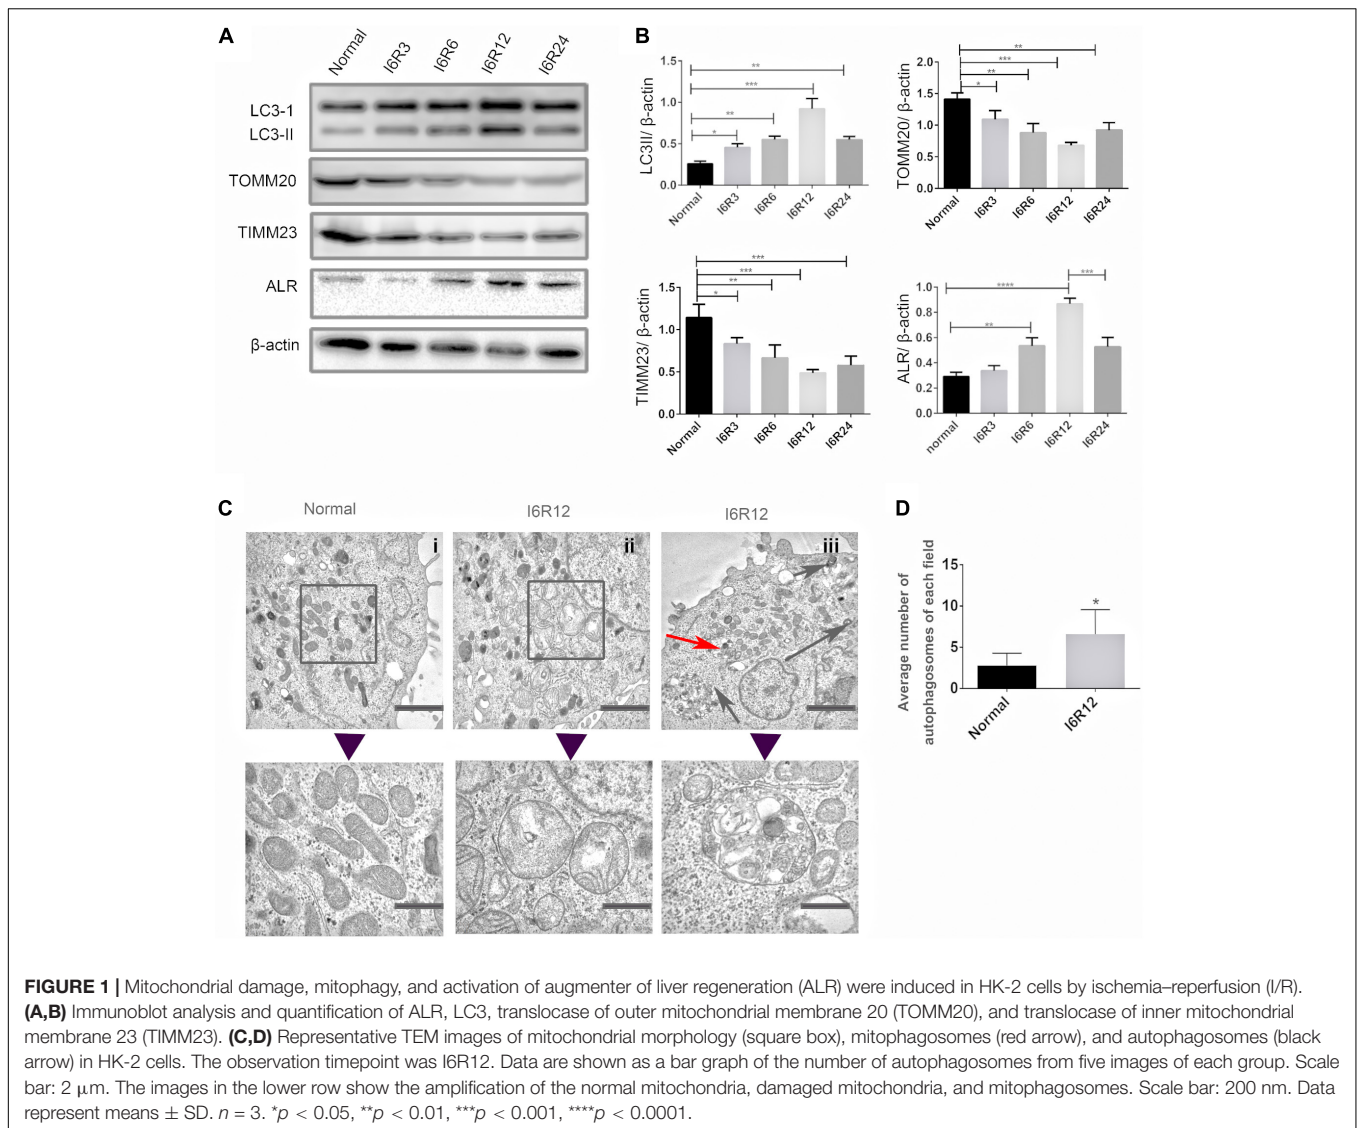 A
Normal
I6R3
I6R6
I6R12
I6R24
LC3-1
LC3-II
TOMM20
TIMM23
ALR
β-actin
B
LC3II/ β-actin
1.5
1.0
0.5
0.0
**
***
**
*
Normal
I6R3
I6R6
I6R12
I6R24
TOMM20/ β-actin
2.0
1.5
1.0
0.5
0.0
**
***
**
*
Normal
I6R3
I6R6
I6R12
I6R24
TIMM23/ β-actin
1.5
1.0
0.5
0.0
***
***
**
*
Normal
I6R3
I6R6
I6R12
I6R24
ALR/ β-actin
1.0
0.8
0.6
0.4
0.2
0.0
***
****
**
normal
I6R3
I6R6
I6R12
I6R24
C
Normal
I6R12
I6R12
i
ii
iii
D
Average numeber of
autophagosomes of each field
15
10
5
0
*
Normal
I6R12
FIGURE 1 | Mitochondrial damage, mitophagy, and activation of augmenter of liver regeneration (ALR) were induced in HK-2 cells by ischemia–reperfusion (I/R).
(A,B) Immunoblot analysis and quantification of ALR, LC3, translocase of outer mitochondrial membrane 20 (TOMM20), and translocase of inner mitochondrial
membrane 23 (TIMM23). (C,D) Representative TEM images of mitochondrial morphology (square box), mitophagosomes (red arrow), and autophagosomes (black
arrow) in HK-2 cells. The observation timepoint was I6R12. Data are shown as a bar graph of the number of autophagosomes from five images of each group. Scale
bar: 2 μm. The images in the lower row show the amplification of the normal mitochondria, damaged mitochondria, and mitophagosomes. Scale bar: 200 nm. Data
represent means ± SD. n = 3. *p < 0.05, **p < 0.01, ***p < 0.001, ****p < 0.0001.